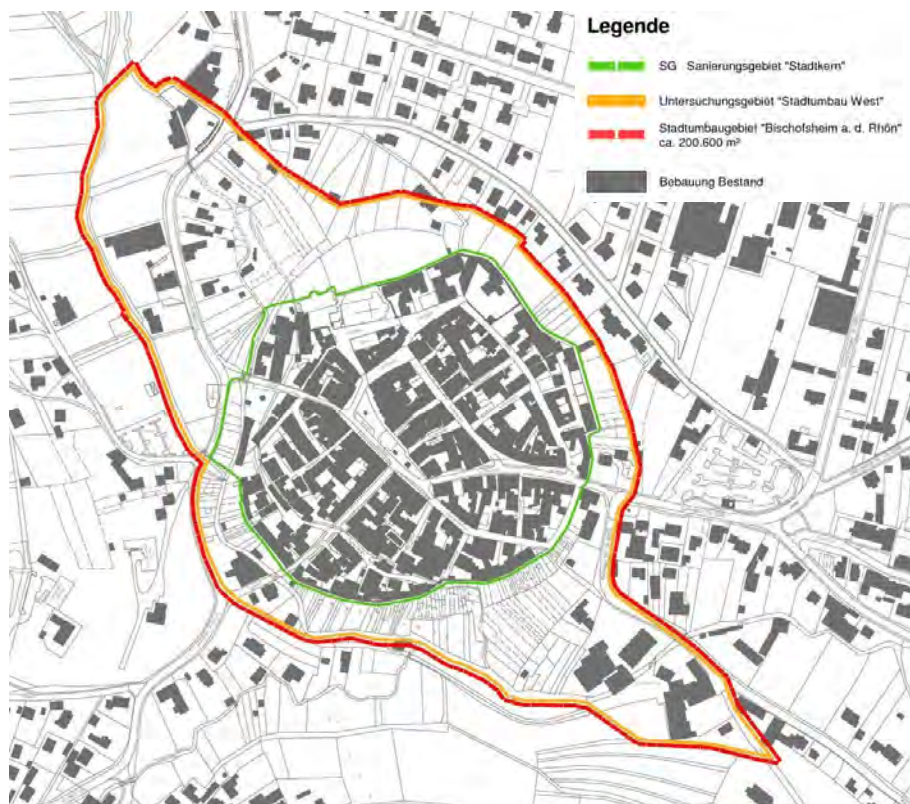 Legende
SG Sanierungsgebiet "Stadtkern"
Untersuchungsgebiet "Stadtumbau West"
Stadtumbaugebiet "Bischofsheim a. d. Rhön"
ca. 200.600 m²
Bebauung Bestand